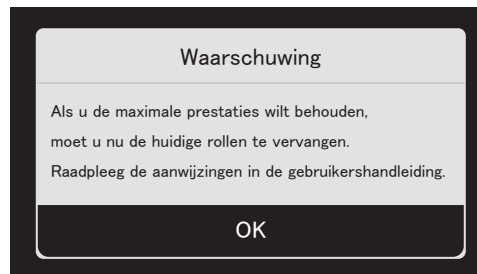 Waarschuwing
Als u de maximale prestaties wilt behouden,
moet u nu de huidige rollen te vervangen.
Raadpleeg de aanwijzingen in de gebruikershandleiding.
OK